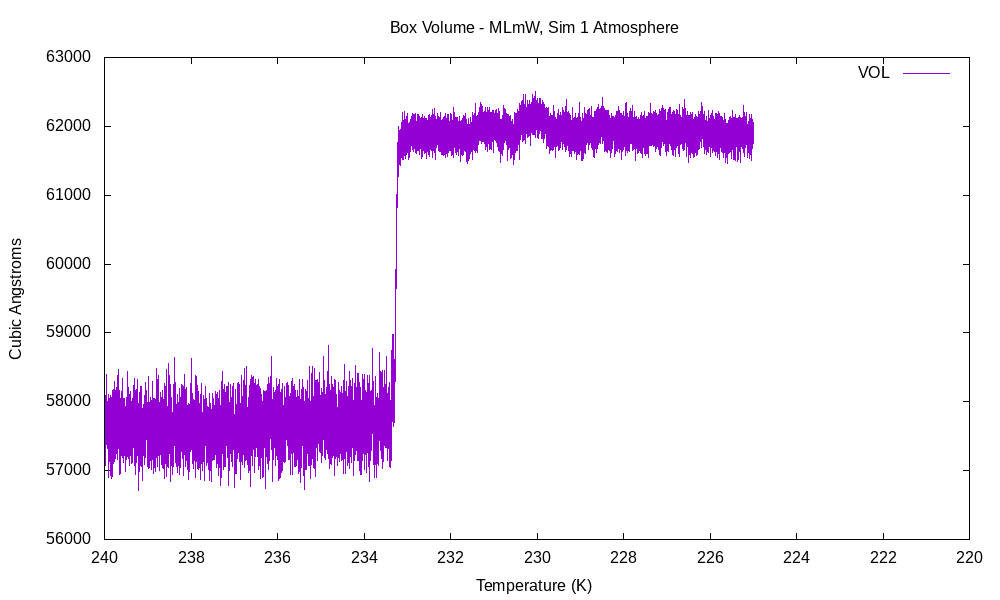 Box Volume - MLmW, Sim 1 Atmosphere
VOL
63000
62000
61000
60000
59000
58000
57000
56000
Cubic Angstroms
240 238 236 234 232 230 228 226 224 222 220
Temperature (K)